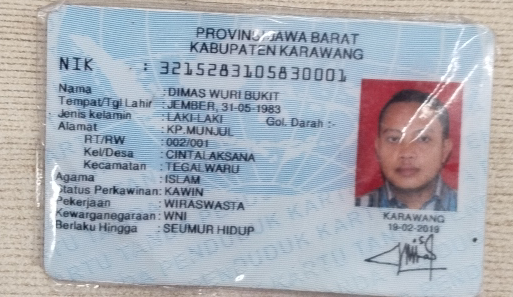 PROVINSI JAWA BARAT
KABUPATEN KARAWANG
NIK : 3215283105830001
Nama : DIMAS WURI BUKIT
Tempat/Tgl Lahir : JEMBER, 31-05-1983
Jenis kelamin : LAKI-LAKI Gol. Darah :-
Alamat : KP.MUNJUL
RT/RW : 002/001
Kel/Desa : CINTALAKSANA
Kecamatan : TEGALWARU
Agama : ISLAM
Status Perkawinan: KAWIN
Pekerjaan : WIRASWASTA
Kewarganegaraan: WNI
Berlaku Hingga : SEUMUR HIDUP
KARAWANG
19-02-2019